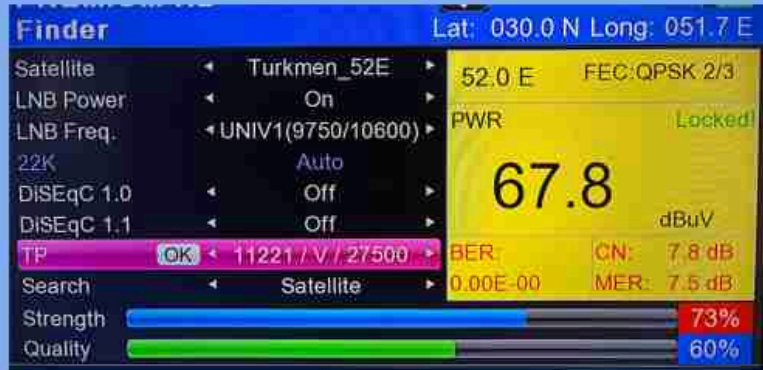 Finder
Lat: 030.0 N Long: 051.7 E
Satellite Turkmen_52E
LNB Power On
LNB Freq. UNIV1(9750/10600)
22K Auto
DiSEqC 1.0 Off
DiSEqC 1.1 Off
TP OK 11221 / V / 27500
Search Satellite
52.0 E FEC:QPSK 2/3
PWR Locked!
67.8
dBuV
BER: CN: 7.8 dB
0.00E-00 MER: 7.5 dB
Strength 73%
Quality 60%